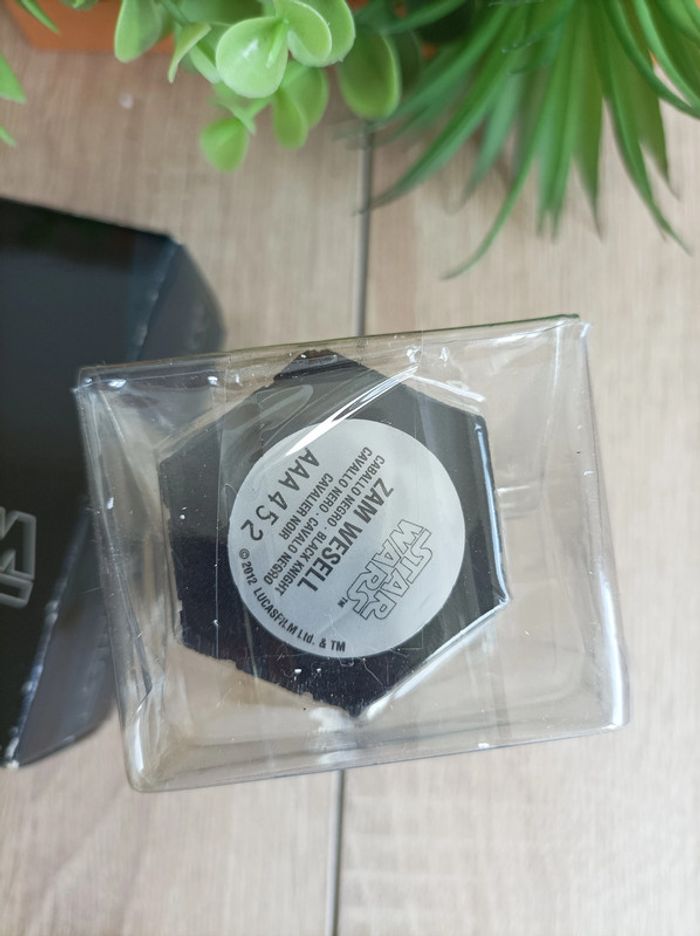 STAR
WARS™
ZAM WESELL
CABALLO NEGRO · BLACK KNIGHT
CAVALLO NERO · CAVALO NEGRO
CAVALIER NOIR
AAA 452
© 2012 LUCASFILM Ltd. & TM